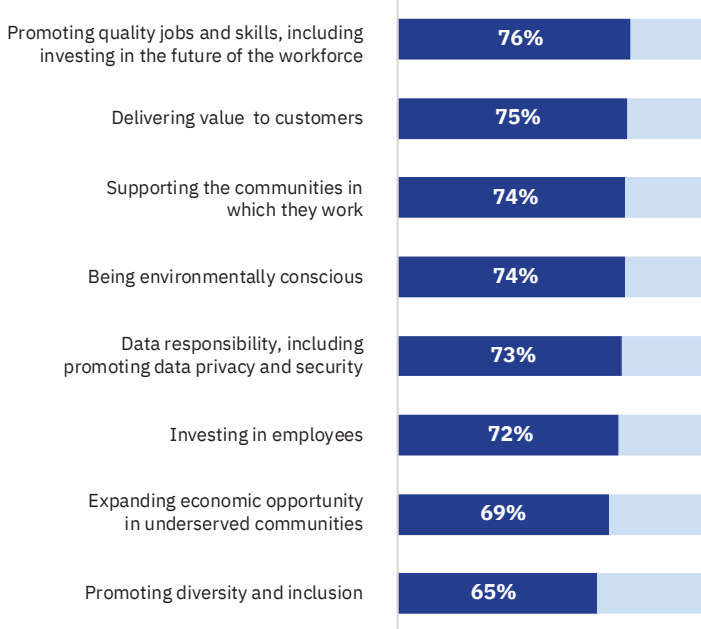 Promoting quality jobs and skills, including
investing in the future of the workforce
76%
Delivering value to customers
75%
Supporting the communities in
which they work
74%
Being environmentally conscious
74%
Data responsibility, including
promoting data privacy and security
73%
Investing in employees
72%
Expanding economic opportunity
in underserved communities
69%
Promoting diversity and inclusion
65%